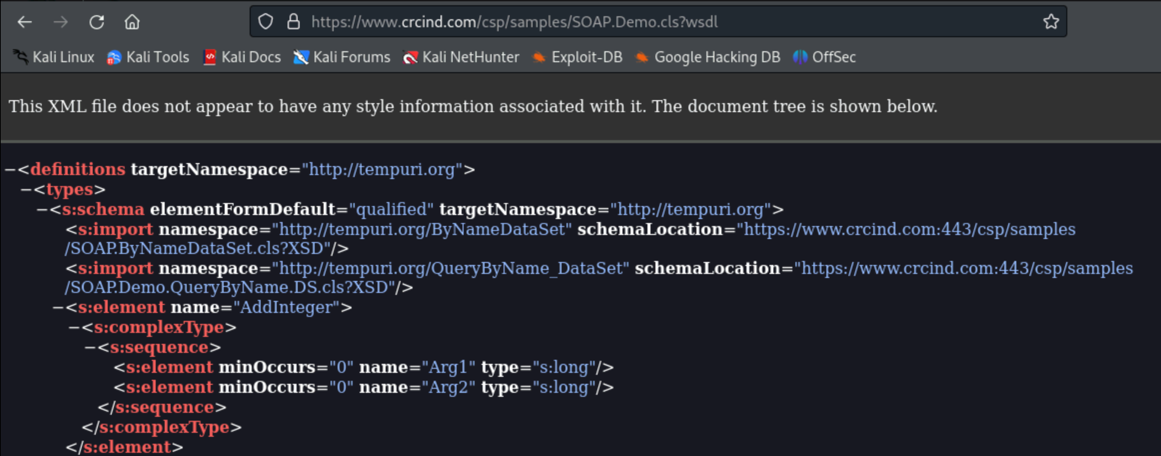 https://www.crcind.com/csp/samples/SOAP.Demo.cls?wsdl
Kali Linux Kali Tools Kali Docs Kali Forums Kali NetHunter Exploit-DB Google Hacking DB OffSec
This XML file does not appear to have any style information associated with it. The document tree is shown below.
−<definitions targetNamespace="http://tempuri.org">
−<types>
−<s:schema elementFormDefault="qualified" targetNamespace="http://tempuri.org">
<s:import namespace="http://tempuri.org/ByNameDataSet" schemaLocation="https://www.crcind.com:443/csp/samples
/SOAP.ByNameDataSet.cls?XSD"/>
<s:import namespace="http://tempuri.org/QueryByName_DataSet" schemaLocation="https://www.crcind.com:443/csp/samples
/SOAP.Demo.QueryByName.DS.cls?XSD"/>
−<s:element name="AddInteger">
−<s:complexType>
−<s:sequence>
<s:element minOccurs="0" name="Arg1" type="s:long"/>
<s:element minOccurs="0" name="Arg2" type="s:long"/>
</s:sequence>
</s:complexType>
</s:element>